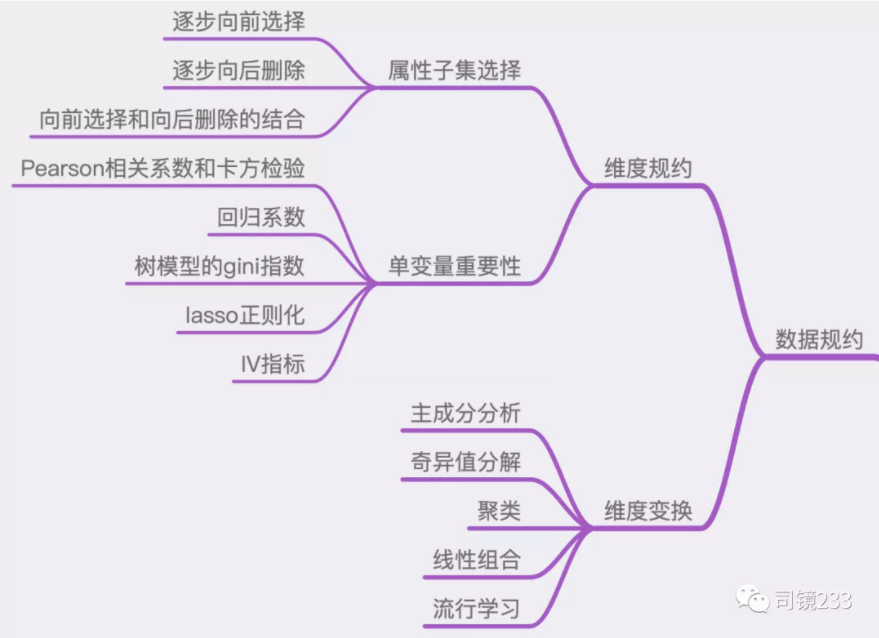 逐步向前选择
逐步向后删除
属性子集选择
向前选择和向后删除的结合
Pearson相关系数和卡方检验
维度规约
回归系数
树模型的gini指数
单变量重要性
lasso正则化
数据规约
IV指标
主成分分析
奇异值分解
聚类
维度变换
线性组合
流行学习
司镜233